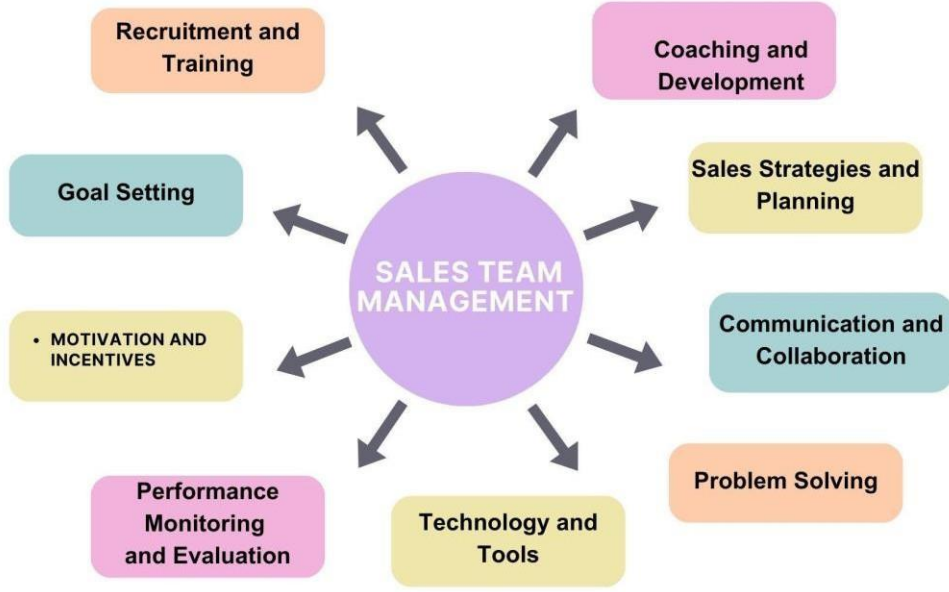 Recruitment and
Training
Coaching and
Development
Goal Setting
Sales Strategies and
Planning
SALES TEAM
MANAGEMENT
• MOTIVATION AND
INCENTIVES
Communication and
Collaboration
Performance
Monitoring
and Evaluation
Technology and
Tools
Problem Solving